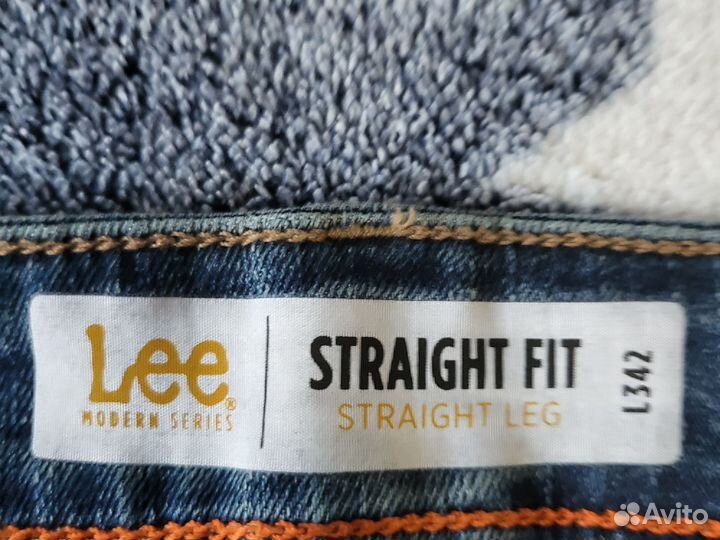 Lee®
MODERN SERIES
STRAIGHT FIT
STRAIGHT LEG
L342
Avito